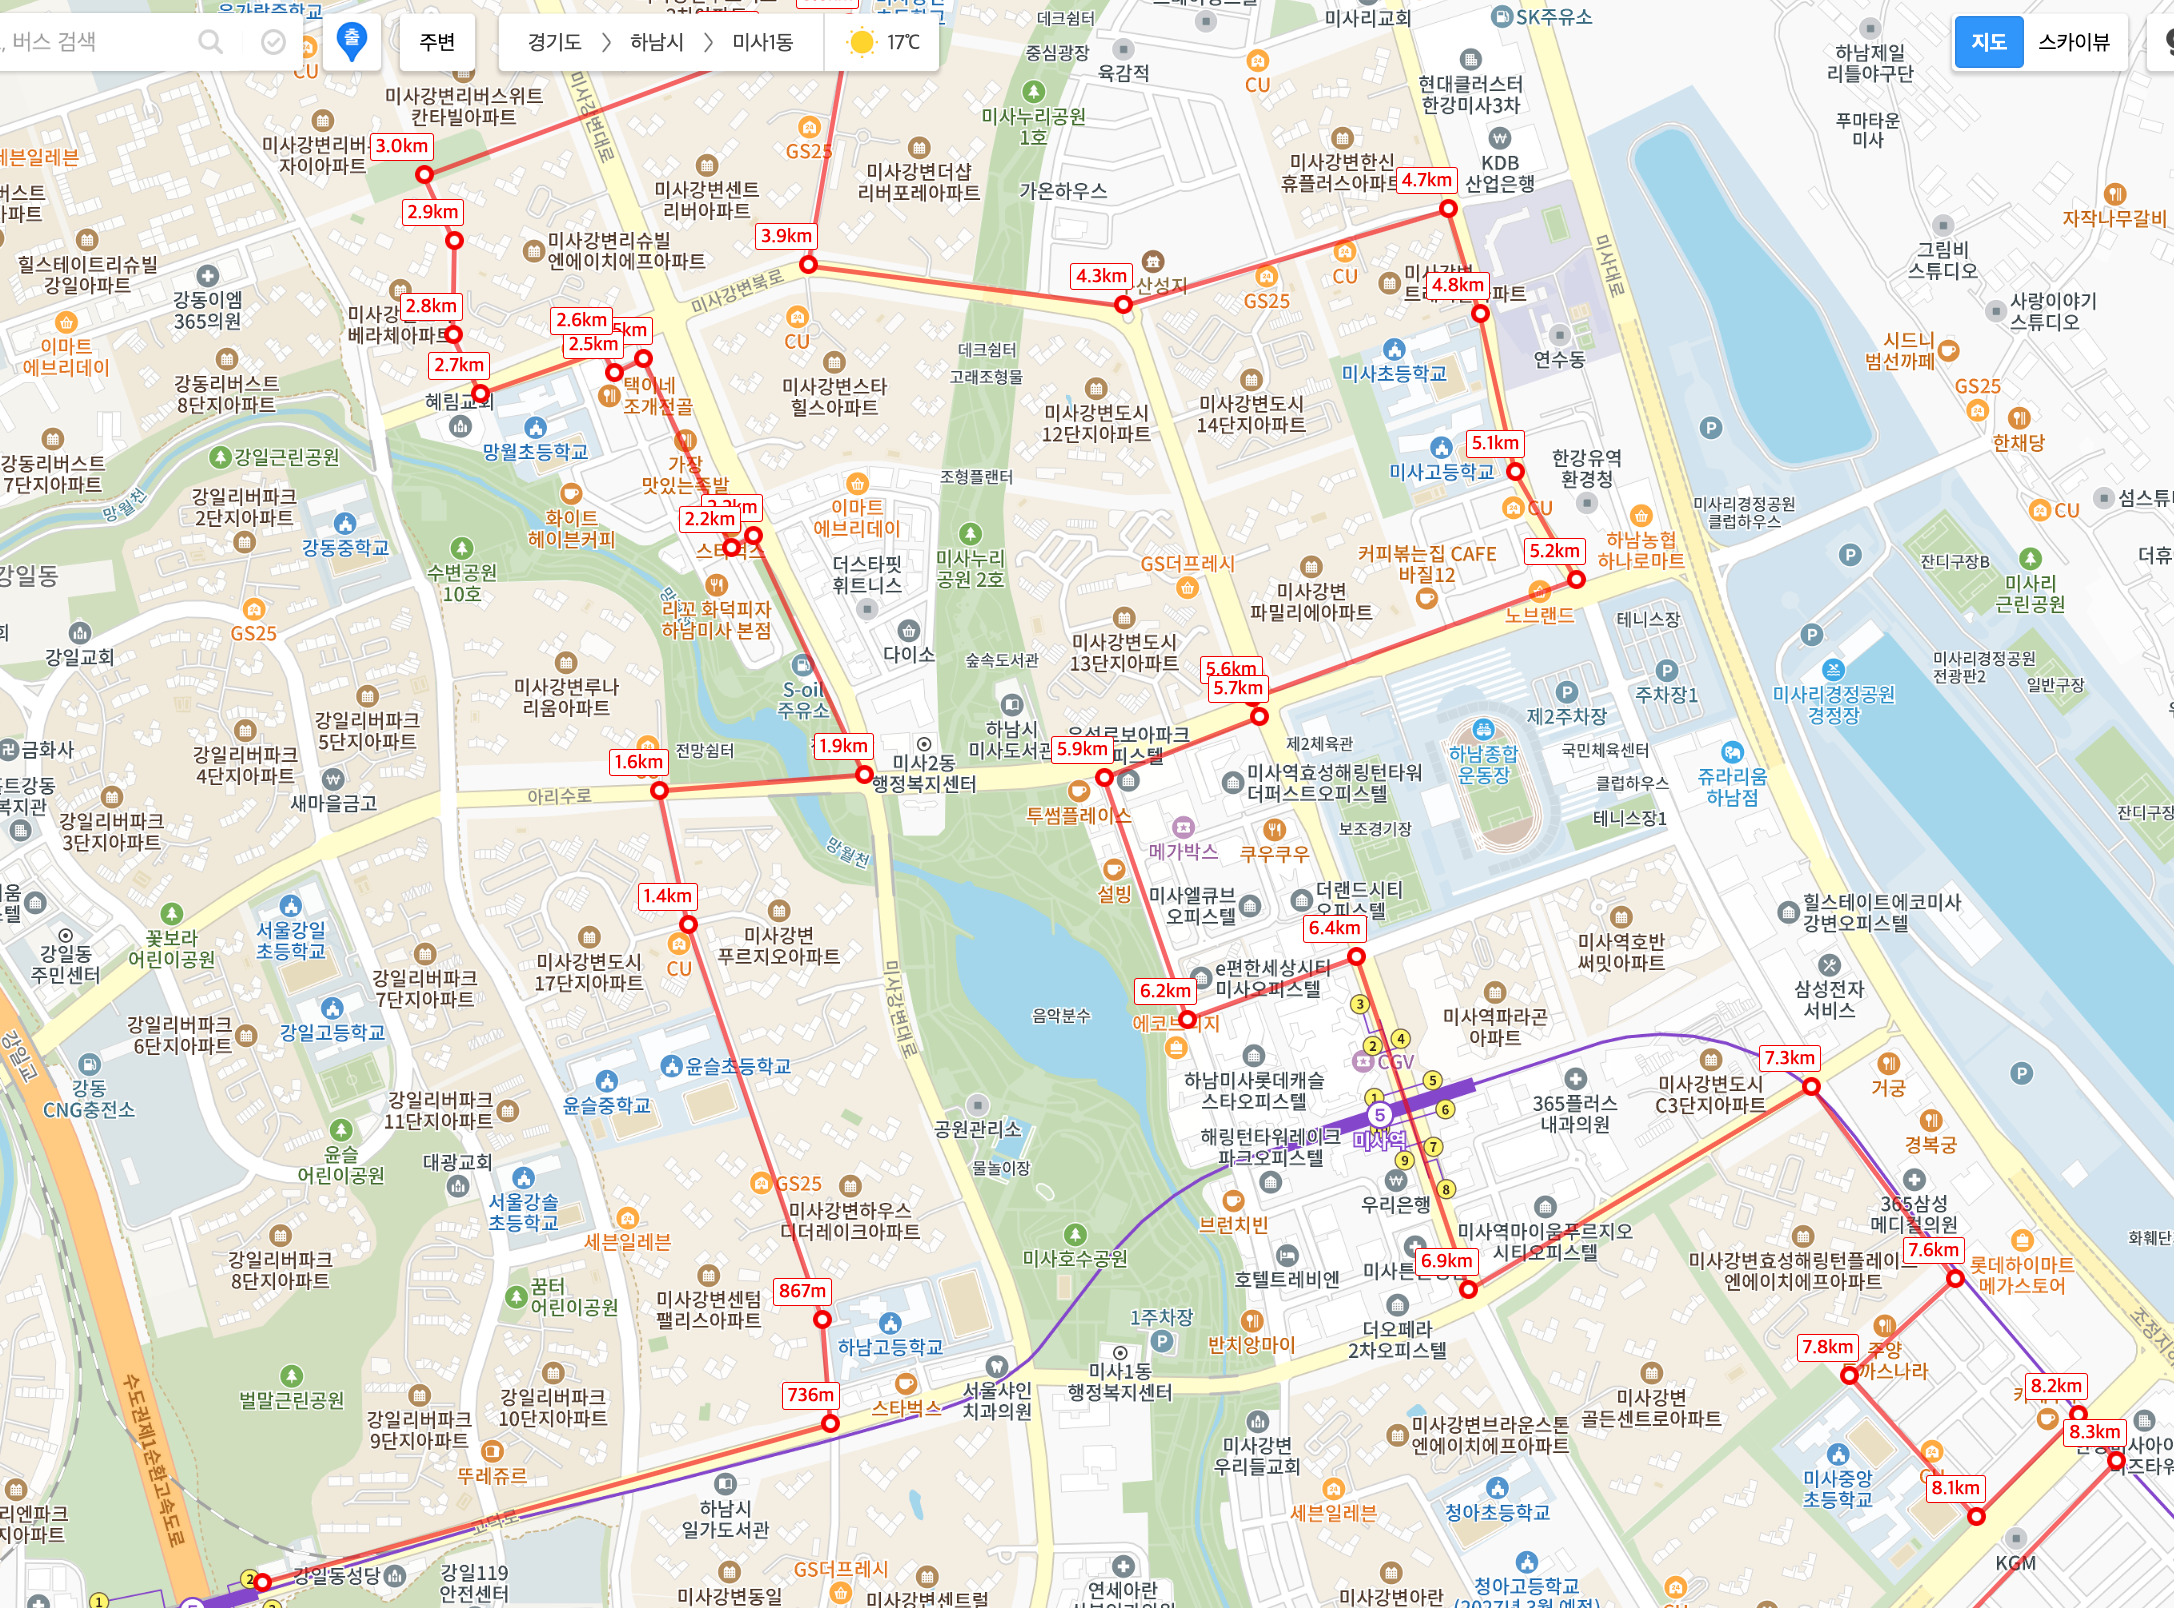 , 버스 검색
출
주변
경기도
하남시
미사1동
17℃
지도
스카이뷰
CU
미사강변리버스위트
칸타빌아파트
미사강변대로
데크쉼터
중심광장
육감적
CU
미사리교회
SK주유소
현대클러스터
한강미사3차
하남제일
리틀야구단
푸마타운
미사
3.0km
자이아파트
세븐일레븐
GS25
미사누리공원
1호
미사강변더샵
리버포레아파트
미사강변센트
리버아파트
가온하우스
미사강변한신
4.7km
KDB
산업은행
자작나무갈비
2.9km
3.9km
힐스테이트리슈빌
강일아파트
미사강변리슈빌
엔에이치에프아파트
강동이엠
365의원
미사강변북로
4.3km
GS25
CU
4.8km
미사대로
그림비
스튜디오
사랑이야기
스튜디오
2.8km
베라체아파트
2.6km
2.5km
2.7km
이마트
에브리데이
강동리버스트
8단지아파트
혜림교회
망월초등학교
택이네
조개전골
CU
미사강변스타
힐스아파트
데크쉼터
고래조형물
미사강변도시
12단지아파트
미사강변도시
14단지아파트
미사초등학교
연수동
시드니
범선까페
GS25
한채당
5.1km
강동리버스트
7단지아파트
강일근린공원
강일리버파크
2단지아파트
망월천
강동중학교
가장
맛있는족발
화이트
헤이븐커피
2.2km
이마트
에브리데이
조형플랜터
미사고등학교
CU
한강유역
환경청
하남농협
하나로마트
미사리경정공원
클럽하우스
CU
강일동
수변공원
10호
더스타핏
휘트니스
미사누리
공원 2호
GS더프레시
미사강변
파밀리에아파트
커피볶는집 CAFE
바질12
5.2km
노브랜드
잔디구장B
미사리
근린공원
GS25
강일교회
리꼬 화덕피자
하남미사 본점
다이소
미사강변도시
13단지아파트
숲속도서관
테니스장
미사리경정공원
전광판2
일반구장
미사강변루나
리움아파트
S-oil
주유소
하남시
미사도서관
5.6km
5.7km
제2주차장
주차장1
미사리경정공원
경정장
강일리버파크
5단지아파트
강일리버파크
4단지아파트
금화사
1.6km
전망쉼터
1.9km
미사2동
행정복지센터
5.9km
제2체육관
하남종합
운동장
국민체육센터
클럽하우스
쥬라리움
하남점
새마을금고
아리수로
투썸플레이스
미사역효성해링턴타워
더퍼스트오피스텔
강일리버파크
3단지아파트
망월천
메가박스
쿠우쿠우
보조경기장
테니스장1
1.4km
설빙
미사엘큐브
오피스텔
더랜드시티
오피스텔
6.4km
힐스테이트에코미사
강변오피스텔
강일동
주민센터
꽃보라
어린이공원
서울강일
초등학교
강일리버파크
7단지아파트
미사강변도시
17단지아파트
CU
미사강변
푸르지오아파트
미사강변대로
음악분수
6.2km
e편한세상시티
미사오피스텔
미사역호반
써밋아파트
삼성전자
서비스
강일교
강일리버파크
6단지아파트
강일고등학교
미사역파라곤
아파트
3
2
4
CGV
강동
CNG충전소
윤슬초등학교
윤슬중학교
강일리버파크
11단지아파트
공원관리소
물놀이장
하남미사롯데캐슬
스타오피스텔
1
5
5
6
미사역
365플러스
내과의원
미사강변도시
C3단지아파트
7.3km
거궁
경복궁
윤슬
어린이공원
대광교회
서울강솔
초등학교
GS25
미사강변하우스
디더레이크아파트
세븐일레븐
해링턴타워레이크
파크오피스텔
7
9
8
우리은행
브런치빈
미사호수공원
미사역마이움푸르지오
시티오피스텔
365삼성
메디컬의원
7.6km
롯데하이마트
메가스토어
강일리버파크
8단지아파트
꿈터
어린이공원
미사강변센텀
팰리스아파트
867m
하남고등학교
1주차장
호텔트레비엔
6.9km
반치앙마이
더오페라
2차오피스텔
미사강변효성해링턴플레이스
엔에이치에프아파트
7.8km
수도권제1순환고속도로
벌말근린공원
강일리버파크
9단지아파트
강일리버파크
10단지아파트
736m
스타벅스
서울샤인
치과의원
미사1동
행정복지센터
미사강변
골든센트로아파트
8.2km
8.3km
뚜레쥬르
미사강변
우리들교회
미사강변브라운스톤
엔에이치에프아파트
미사중앙
초등학교
8.1km
고덕로
하남시
일가도서관
세븐일레븐
청아초등학교
KGM
2
1
강일동성당
강일119
안전센터
미사강변동일
GS더프레시
미사강변센트럴
연세아란
미사강변아란
청아고등학교
(2027년 3월 예정)